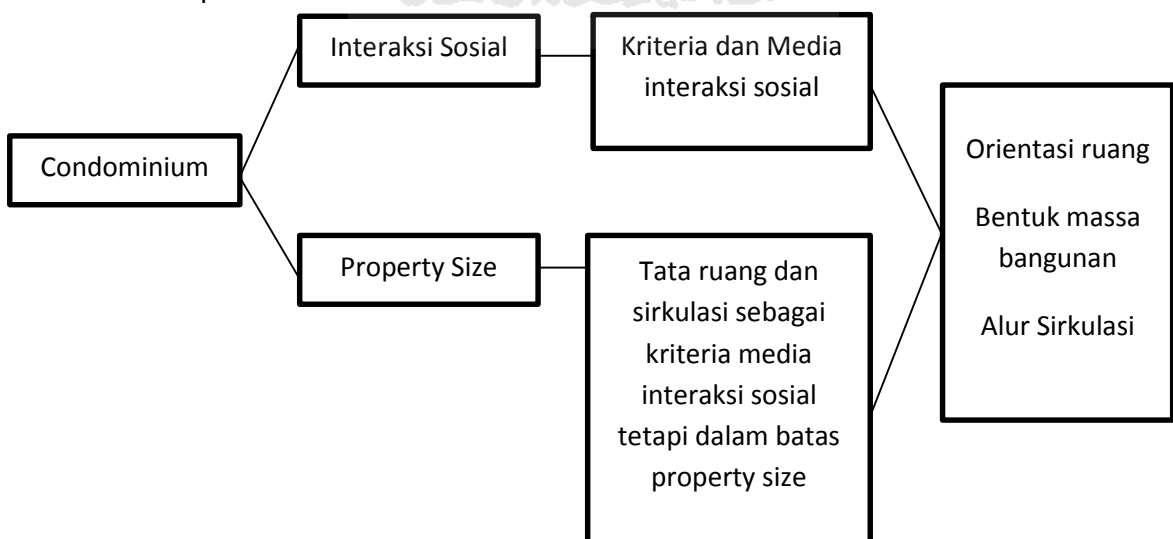 Condominium
Interaksi Sosial
Kriteria dan Media
interaksi sosial
Property Size
Tata ruang dan
sirkulasi sebagai
kriteria media
interaksi sosial
tetapi dalam batas
property size
Orientasi ruang
Bentuk massa
bangunan
Alur Sirkulasi